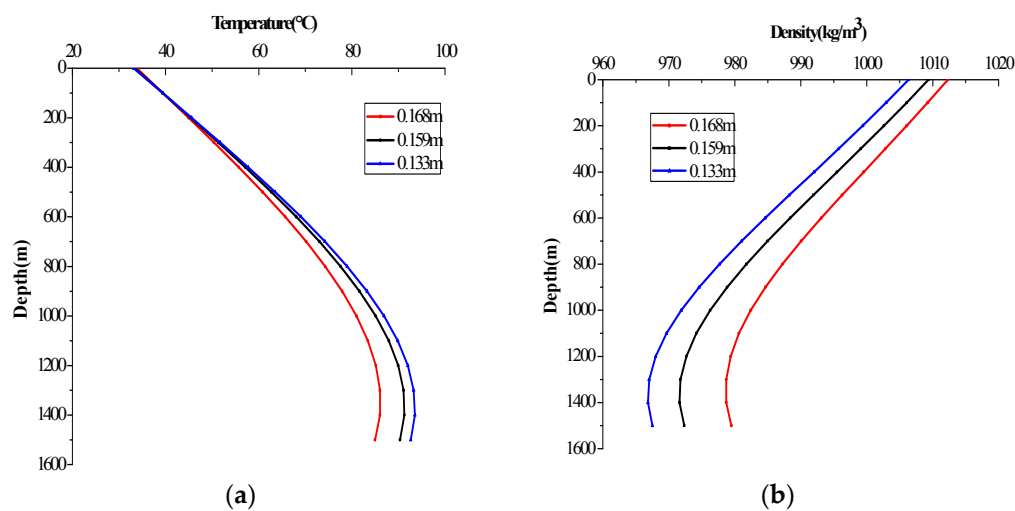 Temperature(°C)
20 40 60 80 100
0
200
400
600
800
1000
1200
1400
1600
Depth(m)
0.168m
0.159m
0.133m
(a)
Density(kg/m³)
960 970 980 990 1000 1010 1020
0
200
400
600
800
1000
1200
1400
1600
Depth(m)
0.168m
0.159m
0.133m
(b)